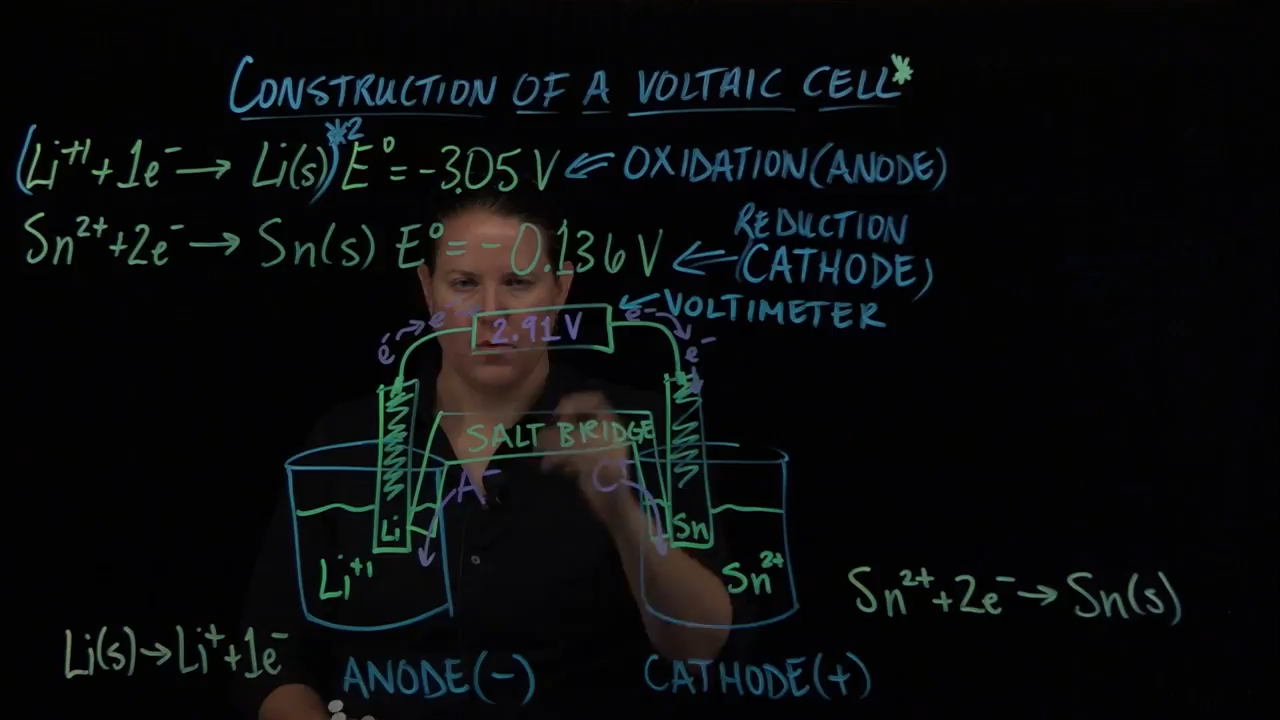 CONSTRUCTION OF A VOLTAIC CELL*
(Li⁺¹ + 1e⁻ → Li(s))*2 E° = -3.05 V ← OXIDATION (ANODE)
Sn²⁺ + 2e⁻ → Sn(s) E° = -0.136 V ← REDUCTION (CATHODE)
← VOLTIMETER
e⁻ → e⁻ 2.91 V e⁻ → e⁻
SALT BRIDGE
A⁻ C⁺
Li Sn
Li⁺¹ Sn²⁺
Sn²⁺ + 2e⁻ → Sn(s)
Li(s) → Li⁺ + 1e⁻
ANODE (-) CATHODE (+)